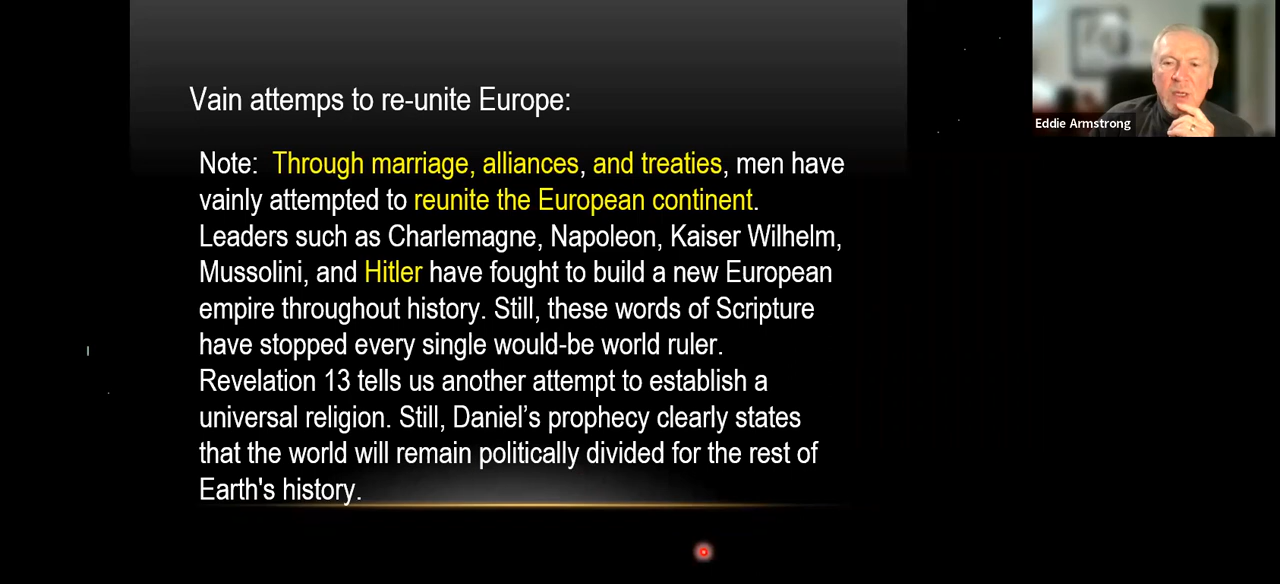 Vain attemps to re-unite Europe:
Note: Through marriage, alliances, and treaties, men have
vainly attempted to reunite the European continent.
Leaders such as Charlemagne, Napoleon, Kaiser Wilhelm,
Mussolini, and Hitler have fought to build a new European
empire throughout history. Still, these words of Scripture
have stopped every single would-be world ruler.
Revelation 13 tells us another attempt to establish a
universal religion. Still, Daniel's prophecy clearly states
that the world will remain politically divided for the rest of
Earth's history.
Eddie Armstrong